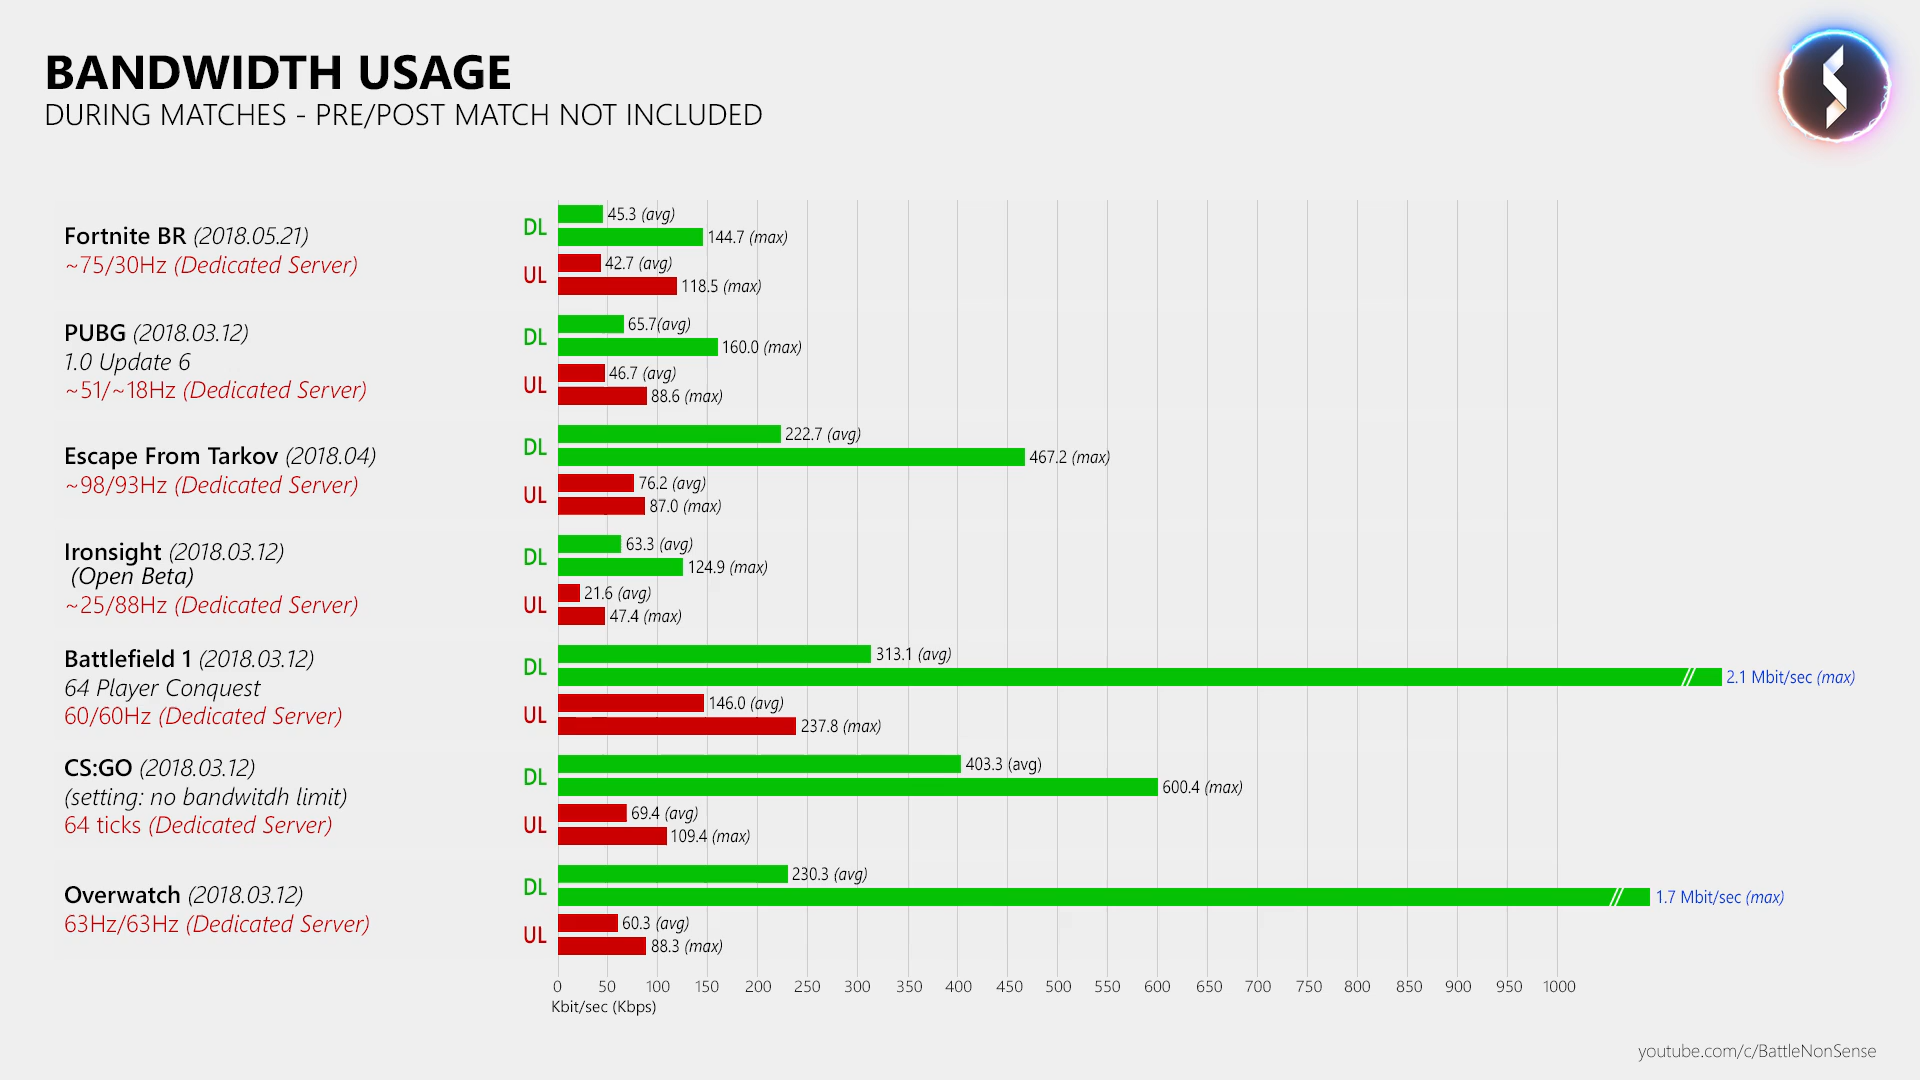 BANDWIDTH USAGE
DURING MATCHES - PRE/POST MATCH NOT INCLUDED
Fortnite BR (2018.05.21)
~75/30Hz (Dedicated Server)
DL
45.3 (avg)
144.7 (max)
UL
42.7 (avg)
118.5 (max)
PUBG (2018.03.12)
1.0 Update 6
~51/~18Hz (Dedicated Server)
DL
65.7(avg)
160.0 (max)
UL
46.7 (avg)
88.6 (max)
Escape From Tarkov (2018.04)
~98/93Hz (Dedicated Server)
DL
222.7 (avg)
467.2 (max)
UL
76.2 (avg)
87.0 (max)
Ironsight (2018.03.12)
(Open Beta)
~25/88Hz (Dedicated Server)
DL
63.3 (avg)
124.9 (max)
UL
21.6 (avg)
47.4 (max)
Battlefield 1 (2018.03.12)
64 Player Conquest
60/60Hz (Dedicated Server)
DL
313.1 (avg)
2.1 Mbit/sec (max)
UL
146.0 (avg)
237.8 (max)
CS:GO (2018.03.12)
(setting: no bandwitdh limit)
64 ticks (Dedicated Server)
DL
403.3 (avg)
600.4 (max)
UL
69.4 (avg)
109.4 (max)
Overwatch (2018.03.12)
63Hz/63Hz (Dedicated Server)
DL
230.3 (avg)
1.7 Mbit/sec (max)
UL
60.3 (avg)
88.3 (max)
0 50 100 150 200 250 300 350 400 450 500 550 600 650 700 750 800 850 900 950 1000
Kbit/sec (Kbps)
youtube.com/c/BattleNonSense